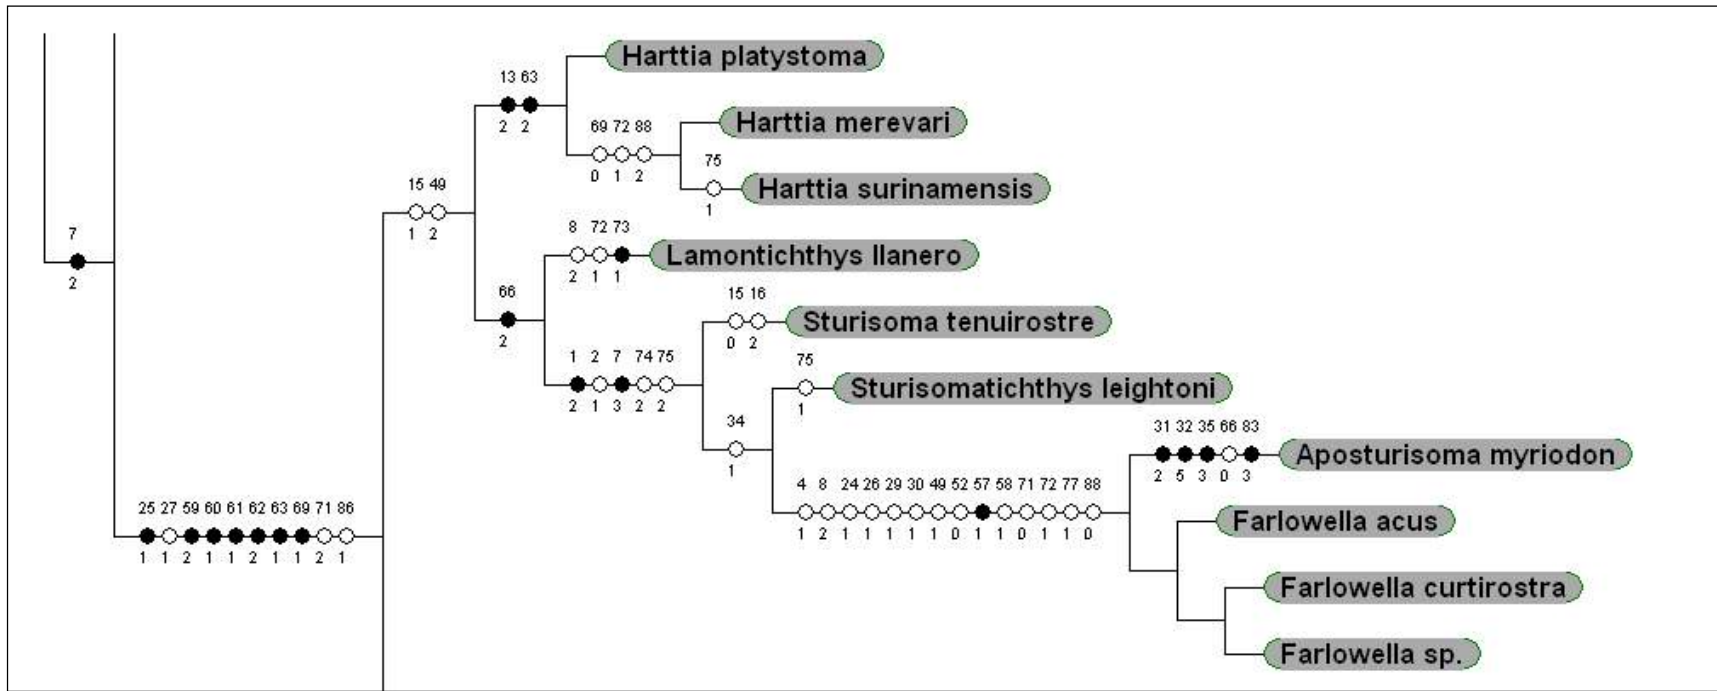 Harttia platystoma
13 63
2 2
Harttia merevari
69 72 88
0 1 2
75
Harttia surinamensis
1
15 49
1 2
7
2
8 72 73
Lamontichthys llanero
2 1 1
66
2
15 16
Sturisoma tenuirostre
0 2
1 2 7 74 75
2 1 3 2 2
75
Sturisomatichthys leightoni
1
34
1
31 32 35 66 83
Aposturisoma myriodon
2 5 3 0 3
4 8 24 26 29 30 49 52 57 58 71 72 77 88
1 2 1 1 1 1 1 0 1 1 0 1 1 0
25 27 59 60 61 62 63 69 71 86
1 1 2 1 1 2 1 1 2 1
Farlowella acus
Farlowella curtirostra
Farlowella sp.